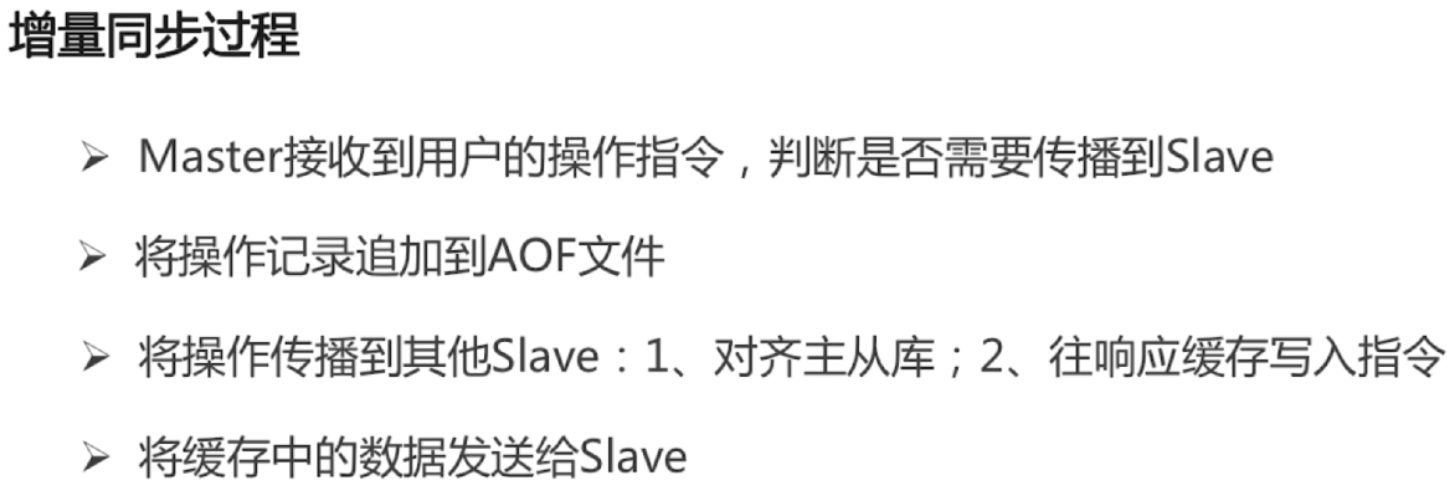 增量同步过程
➢ Master接收到用户的操作指令，判断是否需要传播到Slave
➢ 将操作记录追加到AOF文件
➢ 将操作传播到其他Slave：1、对齐主从库；2、往响应缓存写入指令
➢ 将缓存中的数据发送给Slave